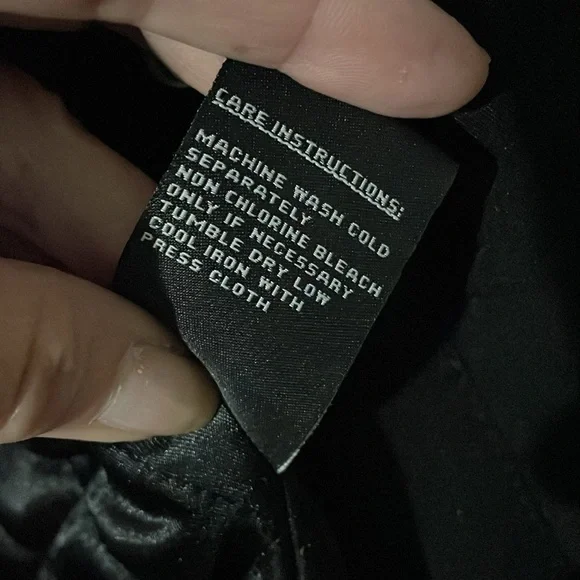 CARE INSTRUCTIONS:
MACHINE WASH COLD
SEPARATELY
NON CHLORINE BLEACH
ONLY IF NECESSARY
TUMBLE DRY LOW
COOL IRON WITH
PRESS CLOTH